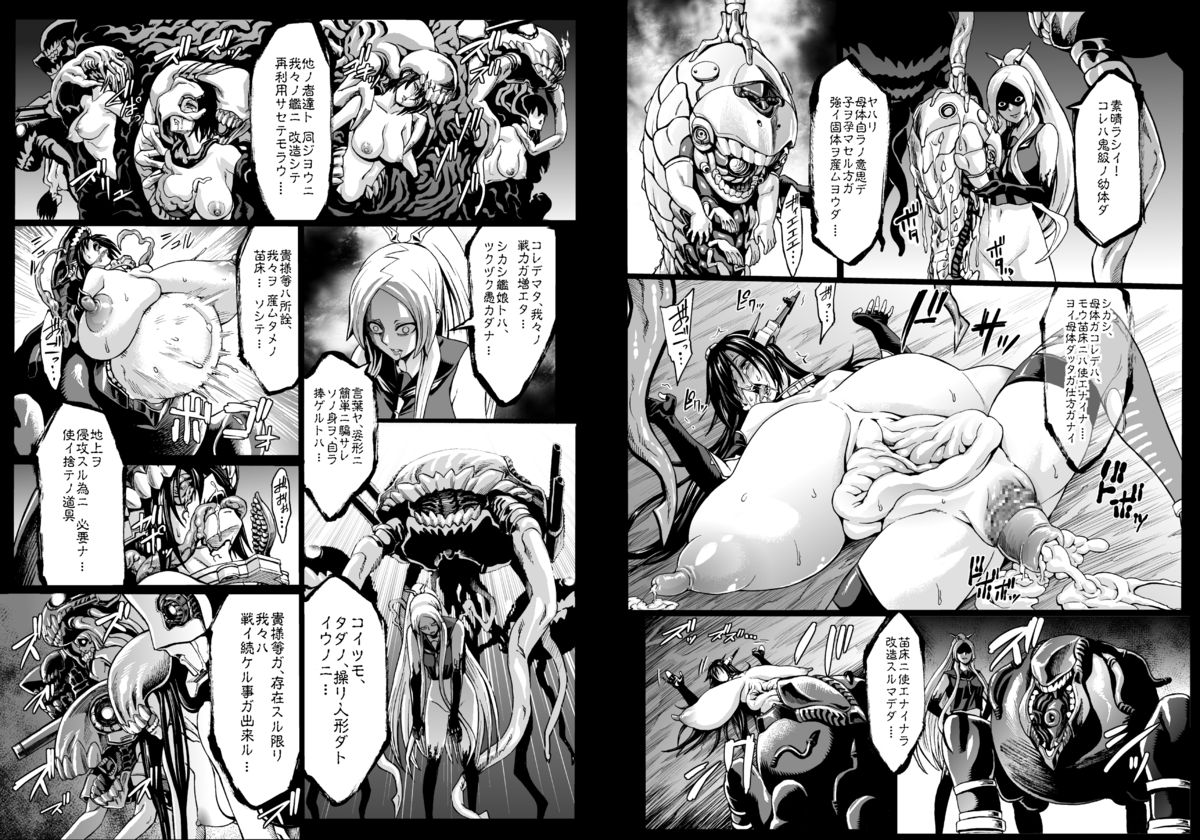 素晴ラシイ！
コレハ鬼級ノ幼体ダ
ヤハリ
母体自ラノ意思デ
子ヲ孕マセル方ガ
強イ固体ヲ産ムヨウダ…
シカシ、
母体ガコレデハ、
モウ苗床ニハ使エナイナ…
ヨイ母体ダッタガ仕方ガナイ
苗床ニ使エナイナラ
改造スルマデダ…
他ノ者達ト同ジヨウニ
我々ノ艦ニ改造シテ
再利用サセテモラウ…
コレデマタ、我々ノ
戦力ガ増エタ…
シカシ艦娘トハ、
ツクヅク愚カダナ…
貴様等ハ所詮、
我々ヲ産ムタメノ
苗床…ソシテ…
言葉ヤ、姿形ニ
簡単ニ騙サレ
ソノ身ヲ、自ラ
捧ゲルトハ…
地上ヲ
侵攻スル為ニ必要ナ…
使イ捨テノ道具
コイツモ、
タダノ、操リ人形ダト
イウノニ…
貴様等ガ、存在スル限リ
我々ハ
戦イ続ケル事ガ出来ル…